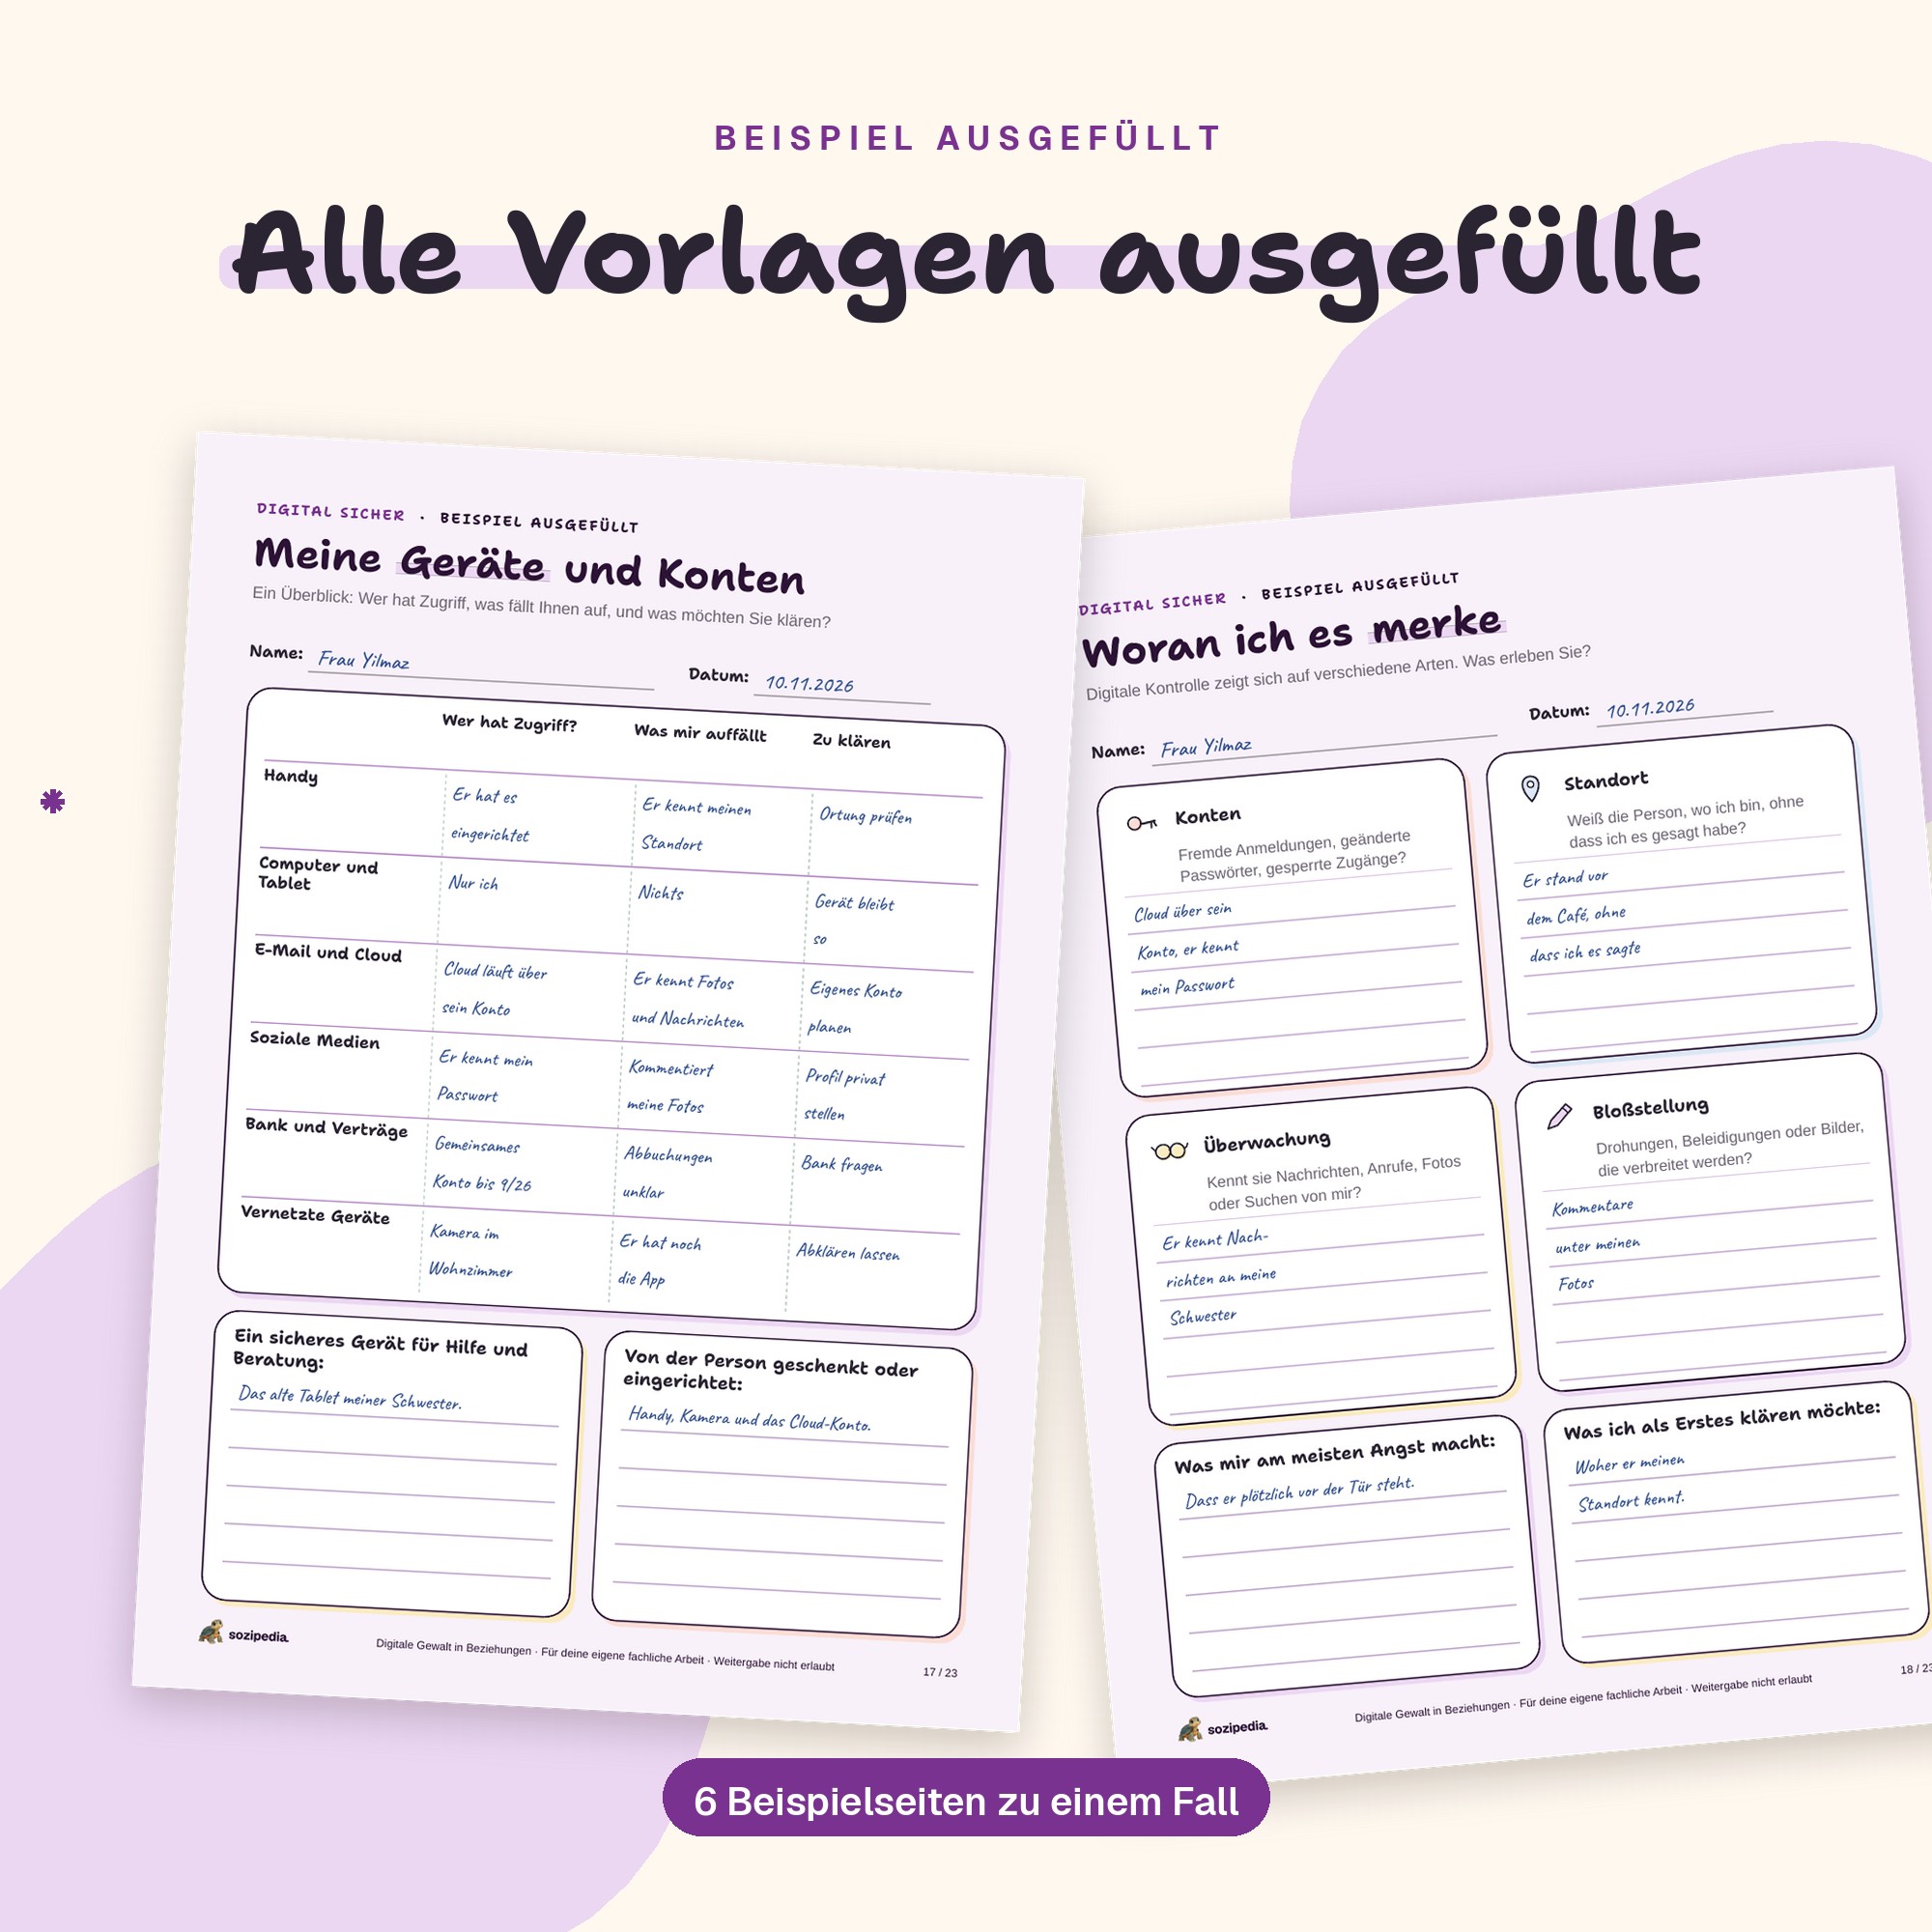 BEISPIEL AUSGEFÜLLT
Alle Vorlagen ausgefüllt
DIGITAL SICHER · BEISPIEL AUSGEFÜLLT
Meine Geräte und Konten
Ein Überblick: Wer hat Zugriff, was fällt Ihnen auf, und was möchten Sie klären?
Name: Frau Yilmaz Datum: 10.11.2026
Wer hat Zugriff? Was mir auffällt Zu klären
Handy
Er hat es
eingerichtet
Er kennt meinen
Standort
Ortung prüfen
Computer und
Tablet
Nur ich
Nichts
Gerät bleibt
so
E-Mail und Cloud
Cloud läuft über
sein Konto
Er kennt Fotos
und Nachrichten
Eigenes Konto
planen
Soziale Medien
Er kennt mein
Passwort
Kommentiert
meine Fotos
Profil privat
stellen
Bank und Verträge
Gemeinsames
Konto bis 9/26
Abbuchungen
unklar
Bank fragen
Vernetzte Geräte
Kamera im
Wohnzimmer
Er hat noch
die App
Abklären lassen
Ein sicheres Gerät für Hilfe und
Beratung:
Das alte Tablet meiner Schwester.
Von der Person geschenkt oder
eingerichtet:
Handy, Kamera und das Cloud-Konto.
sozipedia.
Digitale Gewalt in Beziehungen · Für deine eigene fachliche Arbeit · Weitergabe nicht erlaubt
17 / 23
DIGITAL SICHER · BEISPIEL AUSGEFÜLLT
Woran ich es merke
Digitale Kontrolle zeigt sich auf verschiedene Arten. Was erleben Sie?
Name: Frau Yilmaz Datum: 10.11.2026
Konten
Fremde Anmeldungen, geänderte
Passwörter, gesperrte Zugänge?
Cloud über sein
Konto, er kennt
mein Passwort
Standort
Weiß die Person, wo ich bin, ohne
dass ich es gesagt habe?
Er stand vor
dem Café, ohne
dass ich es sagte
Überwachung
Kennt sie Nachrichten, Anrufe, Fotos
oder Suchen von mir?
Er kennt Nach-
richten an meine
Schwester
Bloßstellung
Drohungen, Beleidigungen oder Bilder,
die verbreitet werden?
Kommentare
unter meinen
Fotos
Was mir am meisten Angst macht:
Dass er plötzlich vor der Tür steht.
Was ich als Erstes klären möchte:
Woher er meinen
Standort kennt.
sozipedia.
Digitale Gewalt in Beziehungen · Für deine eigene fachliche Arbeit · Weitergabe nicht erlaubt
18 / 23
6 Beispielseiten zu einem Fall